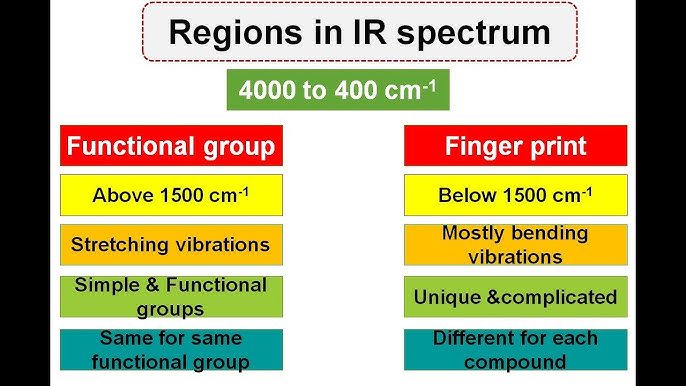 Regions in IR spectrum
4000 to 400 cm⁻¹
Functional group
Finger print
Above 1500 cm⁻¹
Below 1500 cm⁻¹
Stretching vibrations
Mostly bending
vibrations
Simple & Functional
groups
Unique &complicated
Same for same
functional group
Different for each
compound